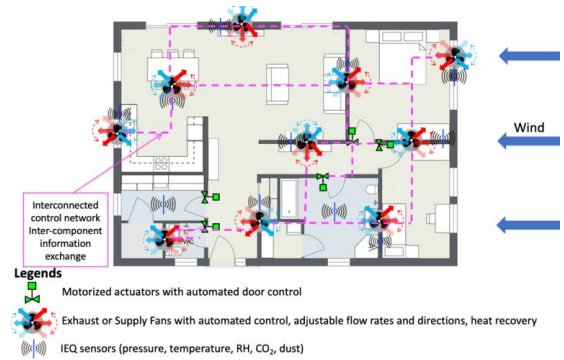 Wind
Interconnected
control network
Inter-component
information
exchange
WC
Legends
Motorized actuators with automated door control
Exhaust or Supply Fans with automated control, adjustable flow rates and directions, heat recovery
IEQ sensors (pressure, temperature, RH, CO₂, dust)